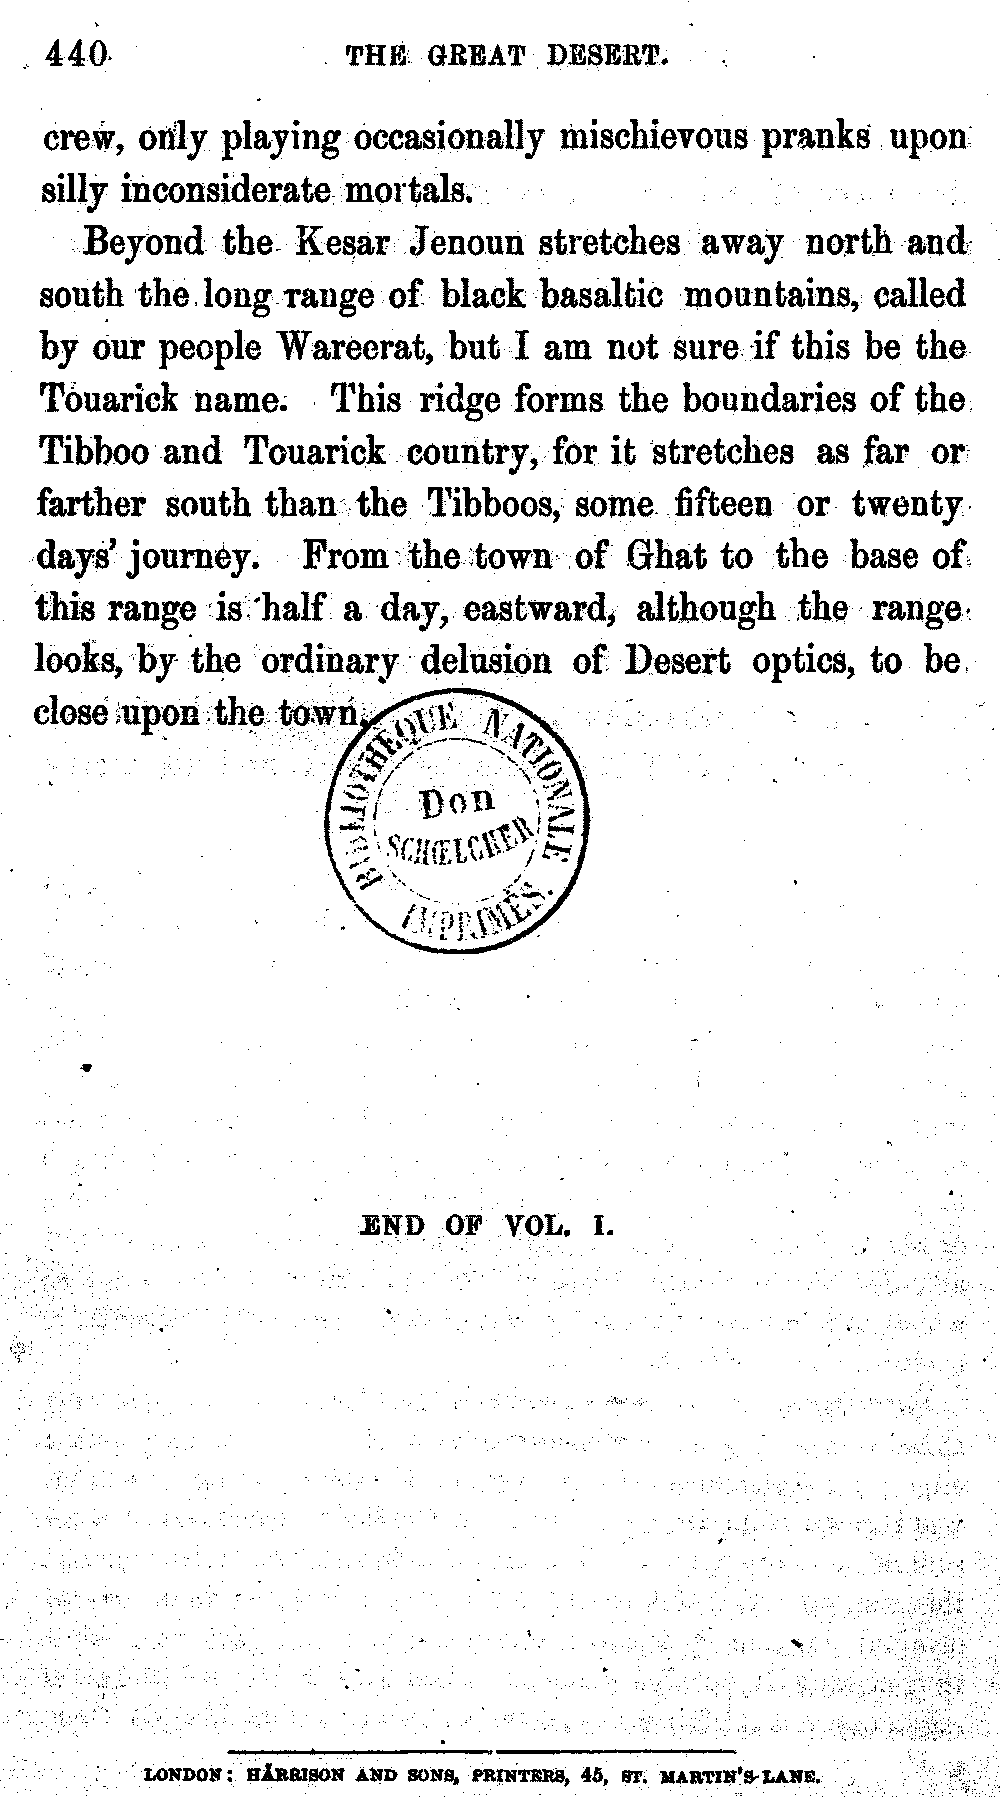 440 THE GREAT DESERT.
crew, only playing occasionally mischievous pranks upon
silly inconsiderate mortals.
Beyond the Kesar Jenoun stretches away north and
south the long range of black basaltic mountains, called
by our people Wareerat, but I am not sure if this be the
Touarick name. This ridge forms the boundaries of the
Tibboo and Touarick country, for it stretches as far or
farther south than the Tibboos, some fifteen or twenty
days' journey. From the town of Ghat to the base of
this range is half a day, eastward, although the range
looks, by the ordinary delusion of Desert optics, to be
close upon the town.
BIBLIOTHEQUE NATIONALE
Don
SCHŒLCHER
IMPRIMÉS.
END OF VOL. I.
LONDON: HARRISON AND SONS, PRINTERS, 45, ST. MARTIN'S-LANE.